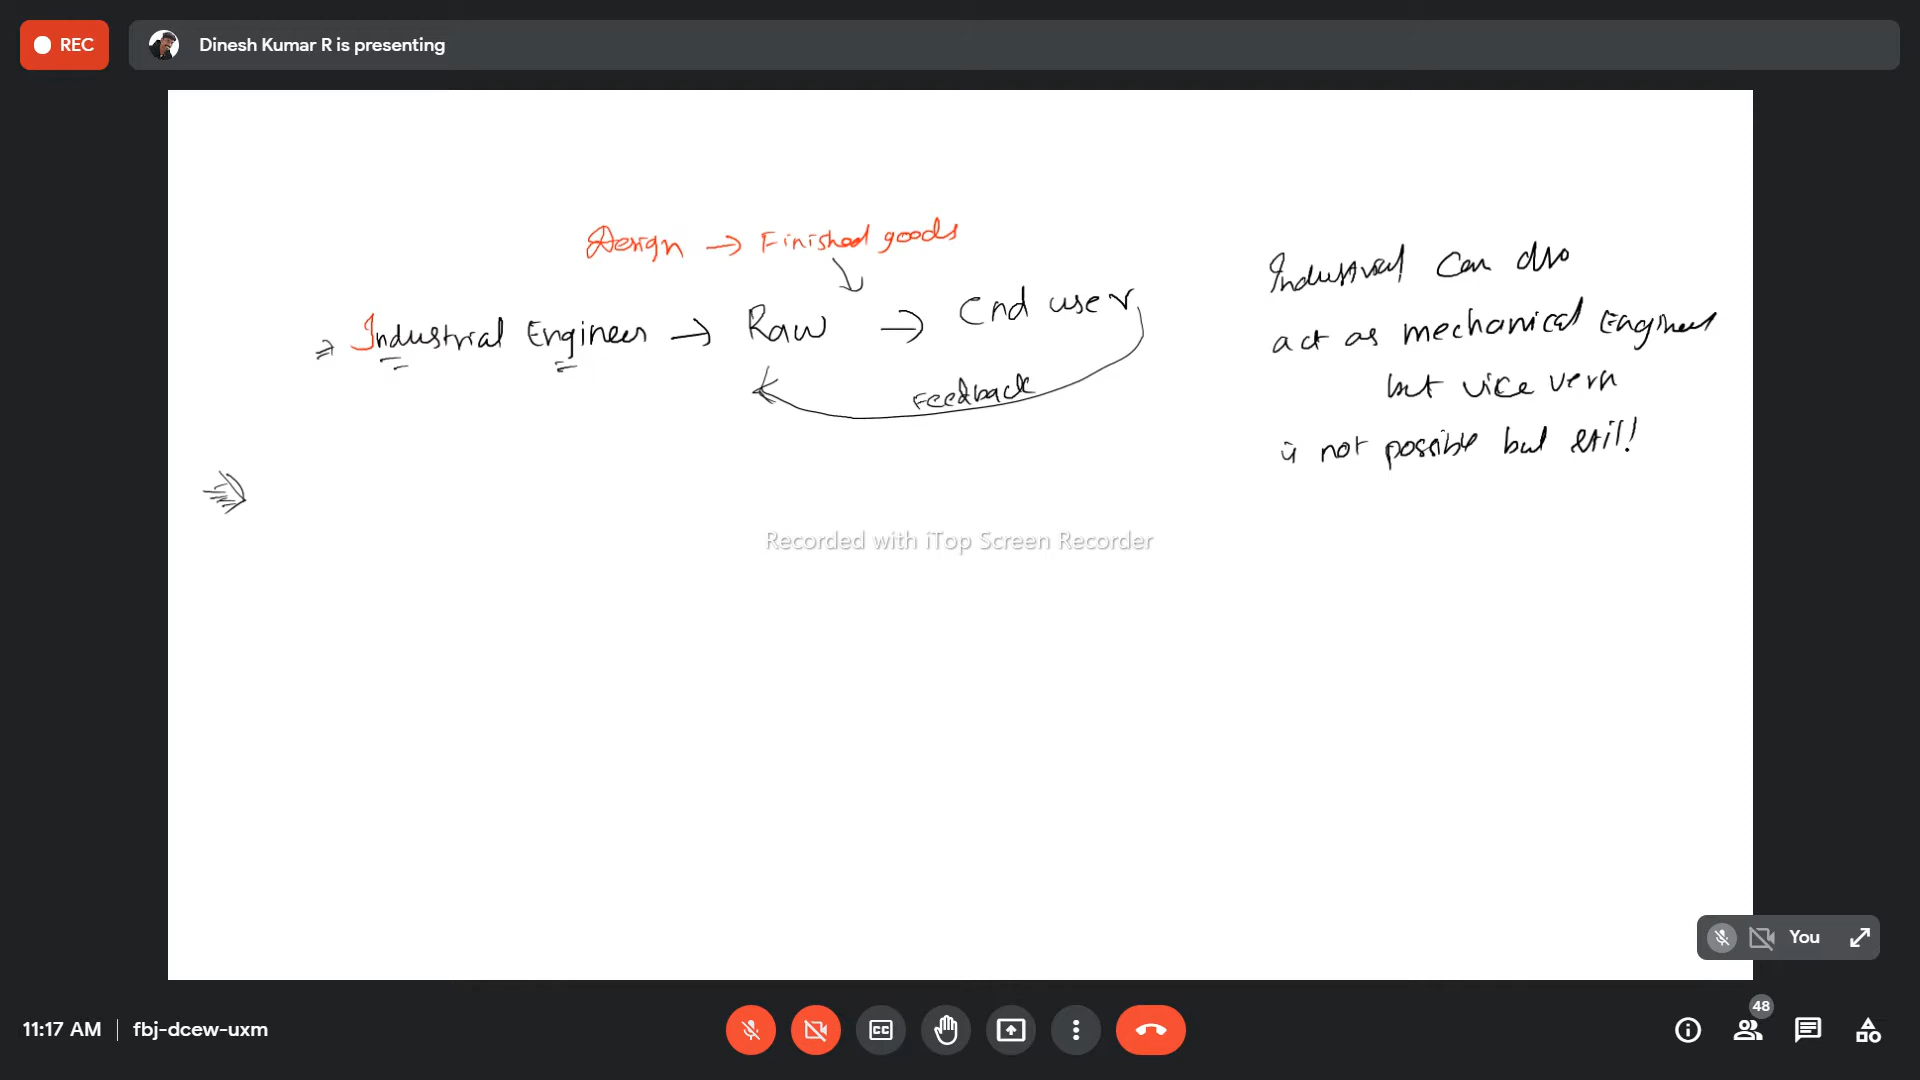 REC
Dinesh Kumar R is presenting
Design → Finished goods
⇒ Industrial Engineer → Raw → End user
Feedback
Industrial can also
act as mechanical Engineer
but vice versa
is not possible but still!
Recorded with iTop Screen Recorder
You
11:17 AM | fbj-dcew-uxm
CC
48